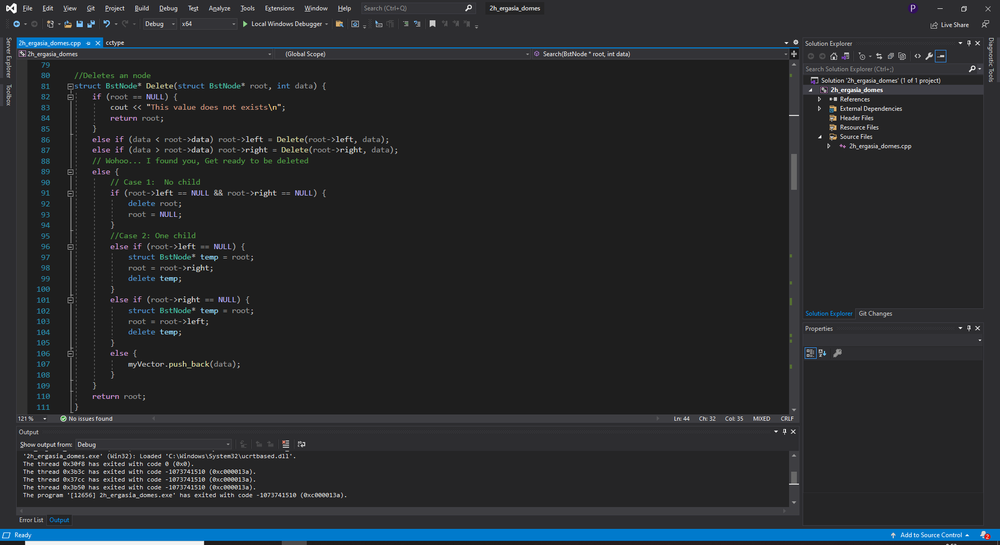 File Edit View Git Project Build Debug Test Analyze Tools Extensions Window Help Search (Ctrl+Q) 2h_ergasia_domes P
Debug x64 Local Windows Debugger Live Share
Server Explorer
Toolbox
2h_ergasia_domes.cpp cctype
2h_ergasia_domes (Global Scope) Search(BstNode * root, int data)
79
80 //Deletes an node
81 struct BstNode* Delete(struct BstNode* root, int data) {
82 if (root == NULL) {
83 cout << "This value does not exists\n";
84 return root;
85 }
86 else if (data < root->data) root->left = Delete(root->left, data);
87 else if (data > root->data) root->right = Delete(root->right, data);
88 // Wohoo... I found you, Get ready to be deleted
89 else {
90 // Case 1:  No child
91 if (root->left == NULL && root->right == NULL) {
92 delete root;
93 root = NULL;
94 }
95 //Case 2: One child
96 else if (root->left == NULL) {
97 struct BstNode* temp = root;
98 root = root->right;
99 delete temp;
100 }
101 else if (root->right == NULL) {
102 struct BstNode* temp = root;
103 root = root->left;
104 delete temp;
105 }
106 else {
107 myVector.push_back(data);
108 }
109 }
110 return root;
111 }
121 % No issues found Ln: 44 Ch: 32 Col: 35 MIXED CRLF
Output
Show output from: Debug
'2h_ergasia_domes.exe' (Win32): Loaded 'C:\Windows\System32\ucrtbased.dll'.
The thread 0x30f8 has exited with code 0 (0x0).
The thread 0x3b3c has exited with code -1073741510 (0xc000013a).
The thread 0x37cc has exited with code -1073741510 (0xc000013a).
The thread 0x3b50 has exited with code -1073741510 (0xc000013a).
The program '[12656] 2h_ergasia_domes.exe' has exited with code -1073741510 (0xc000013a).
Error List Output
Solution Explorer
Search Solution Explorer (Ctrl+;)
Solution '2h_ergasia_domes' (1 of 1 project)
2h_ergasia_domes
References
External Dependencies
Header Files
Resource Files
Source Files
2h_ergasia_domes.cpp
Solution Explorer Git Changes
Properties
Diagnostic Tools
Ready Add to Source Control 2